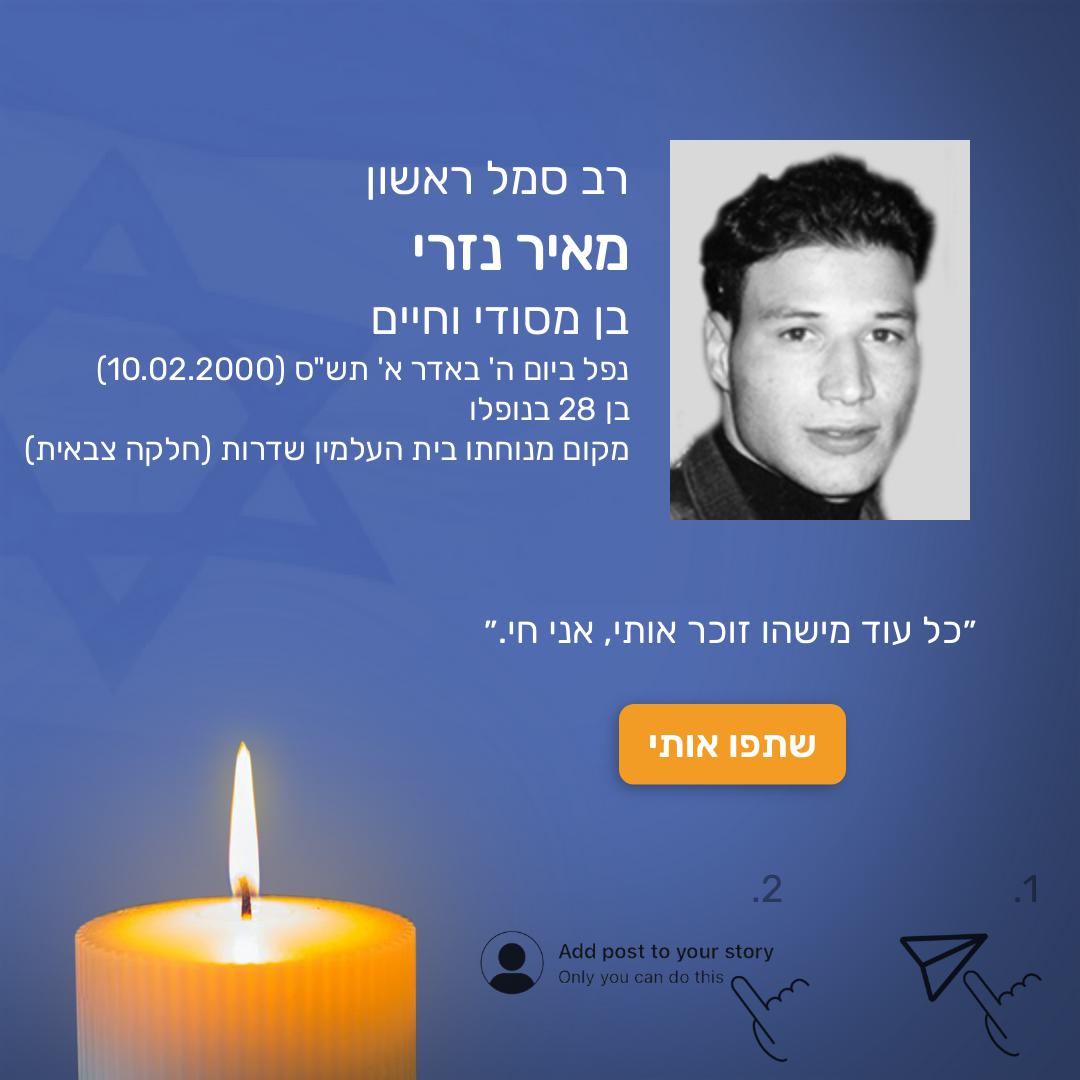 רב סמל ראשון
מאיר נזרי
בן מסודי וחיים
נפל ביום ה' באדר א' תש"ס (10.02.2000)
בן 28 בנופלו
מקום מנוחתו בית העלמין שדרות (חלקה צבאית)
״כל עוד מישהו זוכר אותי, אני חי.״
שתפו אותי
1.
2.
Add post to your story
Only you can do this